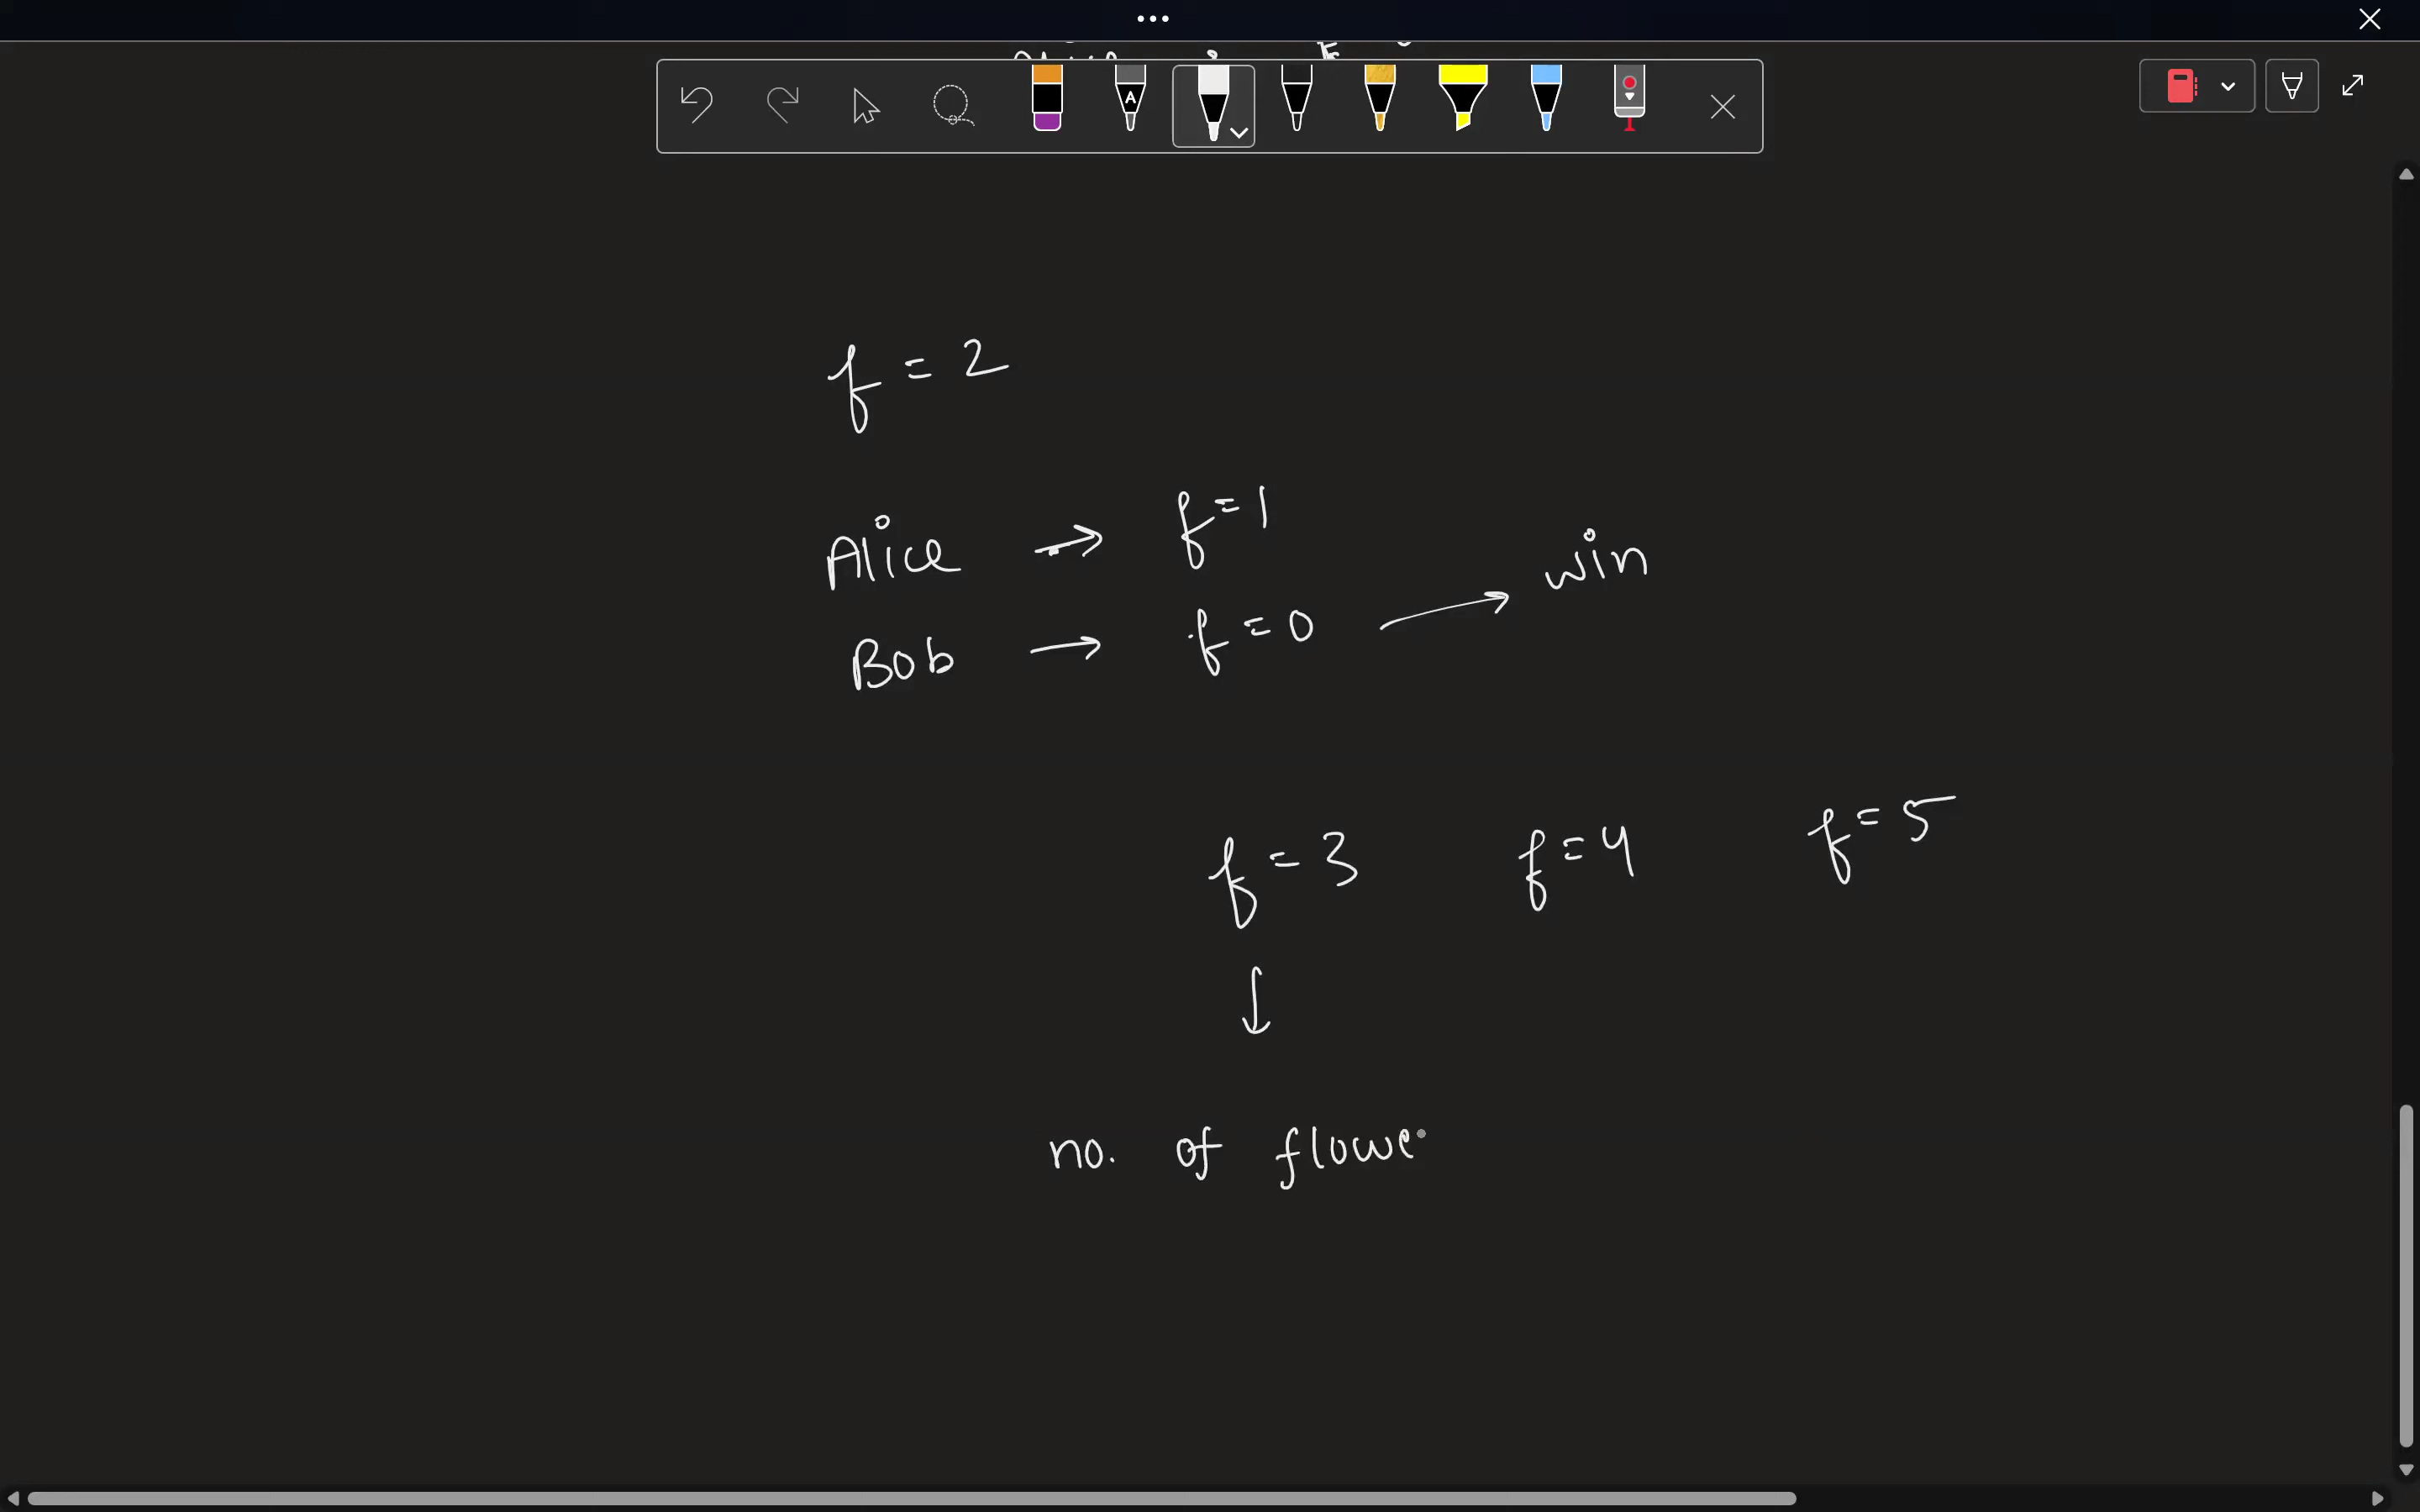 f = 2
Alice → f = 1
Bob → f = 0 → win
f = 3 f = 4 f = 5
↓
no. of flowe